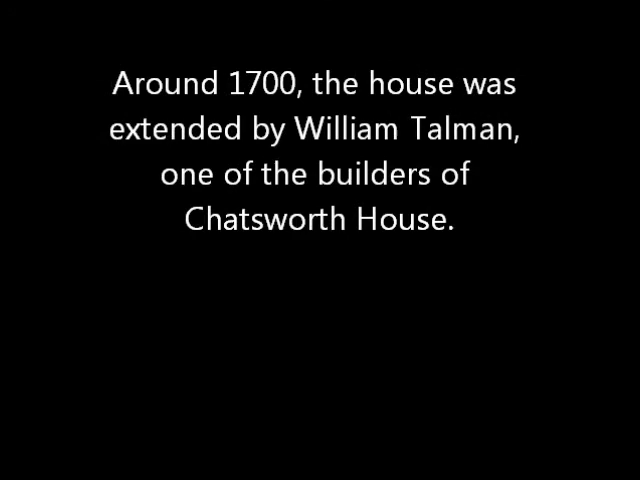 Around 1700, the house was
extended by William Talman,
one of the builders of
Chatsworth House.